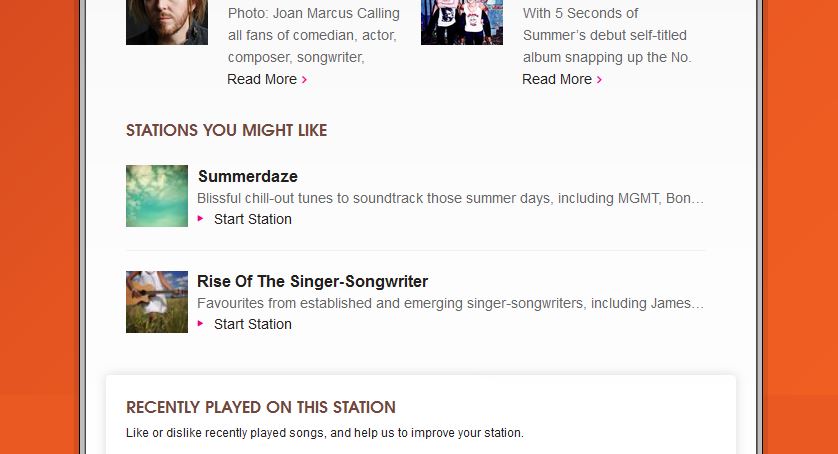 Photo: Joan Marcus Calling
all fans of comedian, actor,
composer, songwriter,
Read More
With 5 Seconds of
Summer's debut self-titled
album snapping up the No.
Read More
STATIONS YOU MIGHT LIKE
Summerdaze
Blissful chill-out tunes to soundtrack those summer days, including MGMT, Bon...
Start Station
Rise Of The Singer-Songwriter
Favourites from established and emerging singer-songwriters, including James...
Start Station
RECENTLY PLAYED ON THIS STATION
Like or dislike recently played songs, and help us to improve your station.